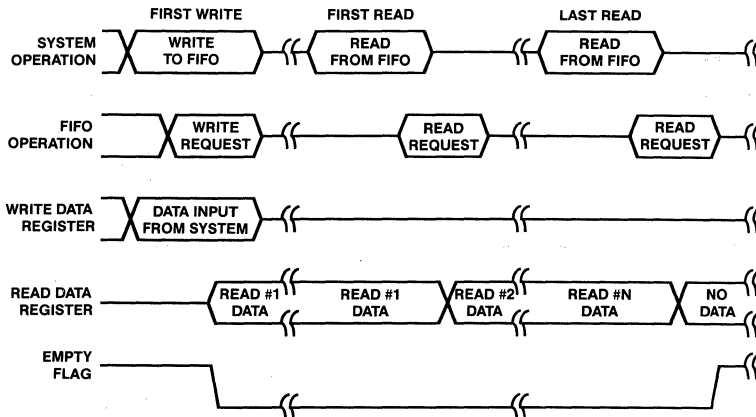 FIRST WRITE
FIRST READ
LAST READ
SYSTEM
OPERATION
WRITE
TO FIFO
READ
FROM FIFO
READ
FROM FIFO
FIFO
OPERATION
WRITE
REQUEST
READ
REQUEST
READ
REQUEST
WRITE DATA
REGISTER
DATA INPUT
FROM SYSTEM
READ DATA
REGISTER
READ #1
DATA
READ #1
DATA
READ #2
DATA
READ #N
DATA
NO
DATA
EMPTY
FLAG